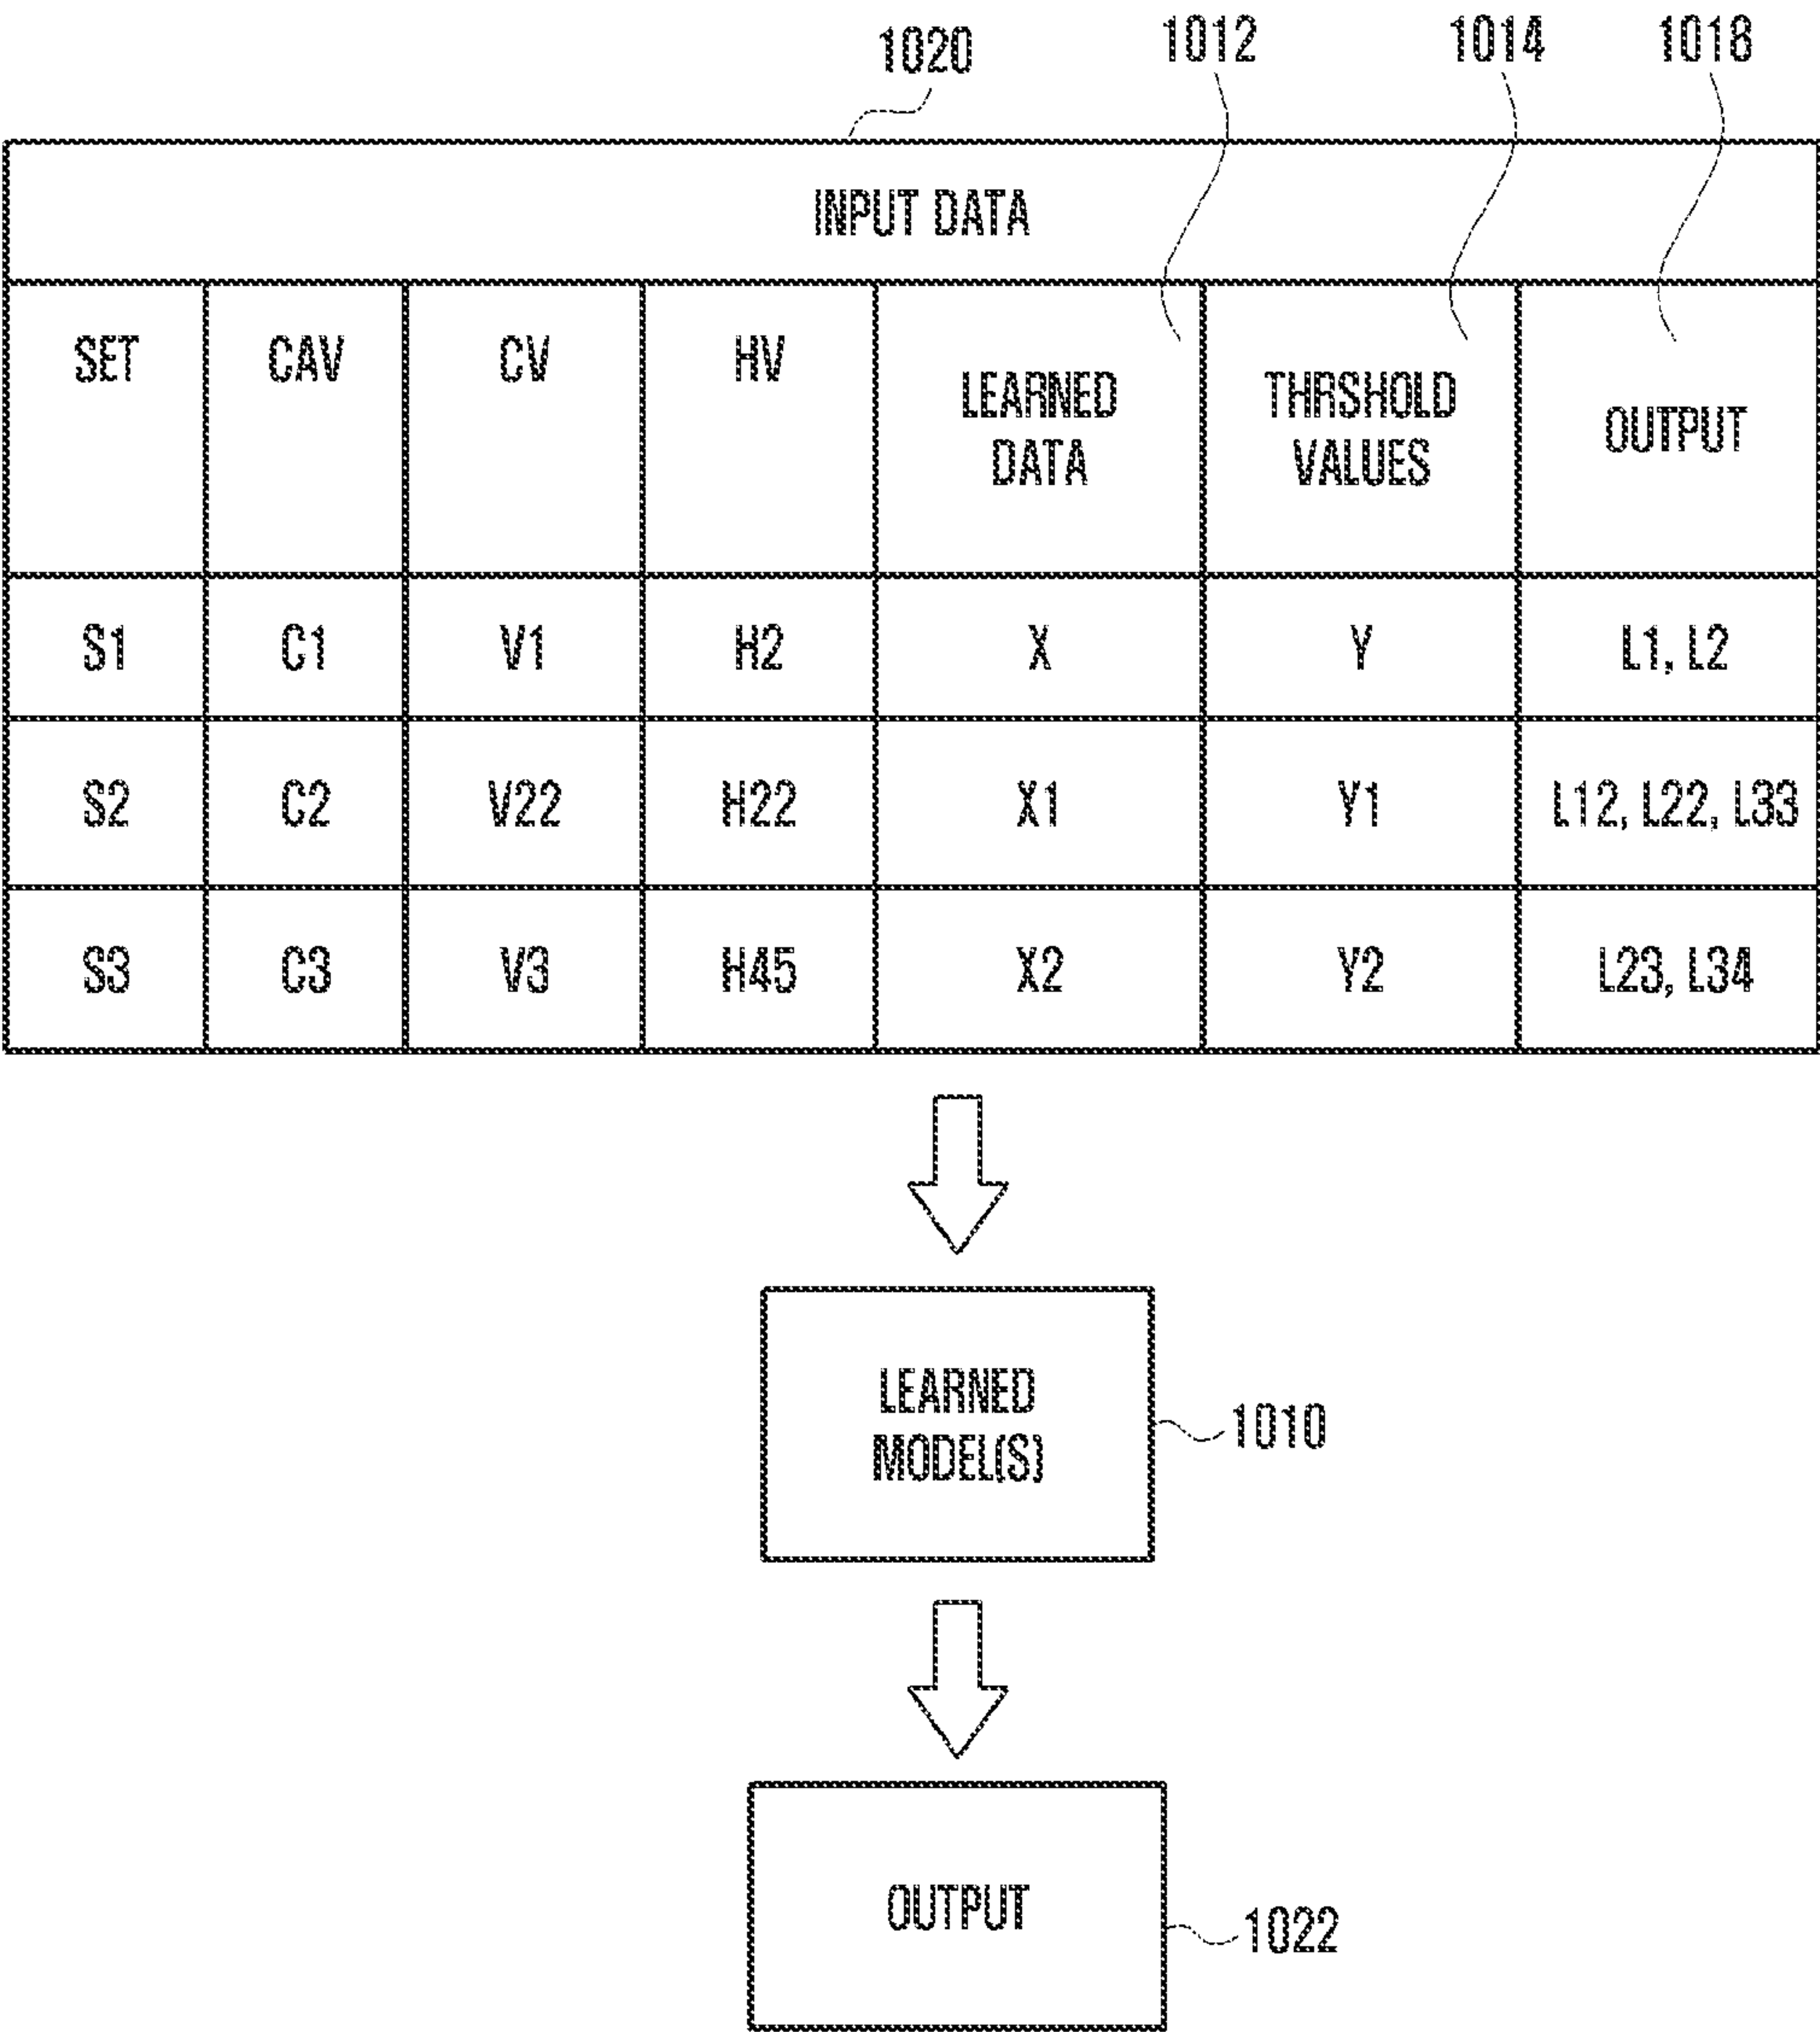 1020 1012 1014 1018
INPUT DATA
SET CAV CV HV LEARNED DATA THRSHOLD VALUES OUTPUT
S1 C1 V1 H2 X Y L1, L2
S2 C2 V22 H22 X1 Y1 L12, L22, L33
S3 C3 V3 H45 X2 Y2 L23, L34
LEARNED
MODEL(S)
1010
OUTPUT
1022